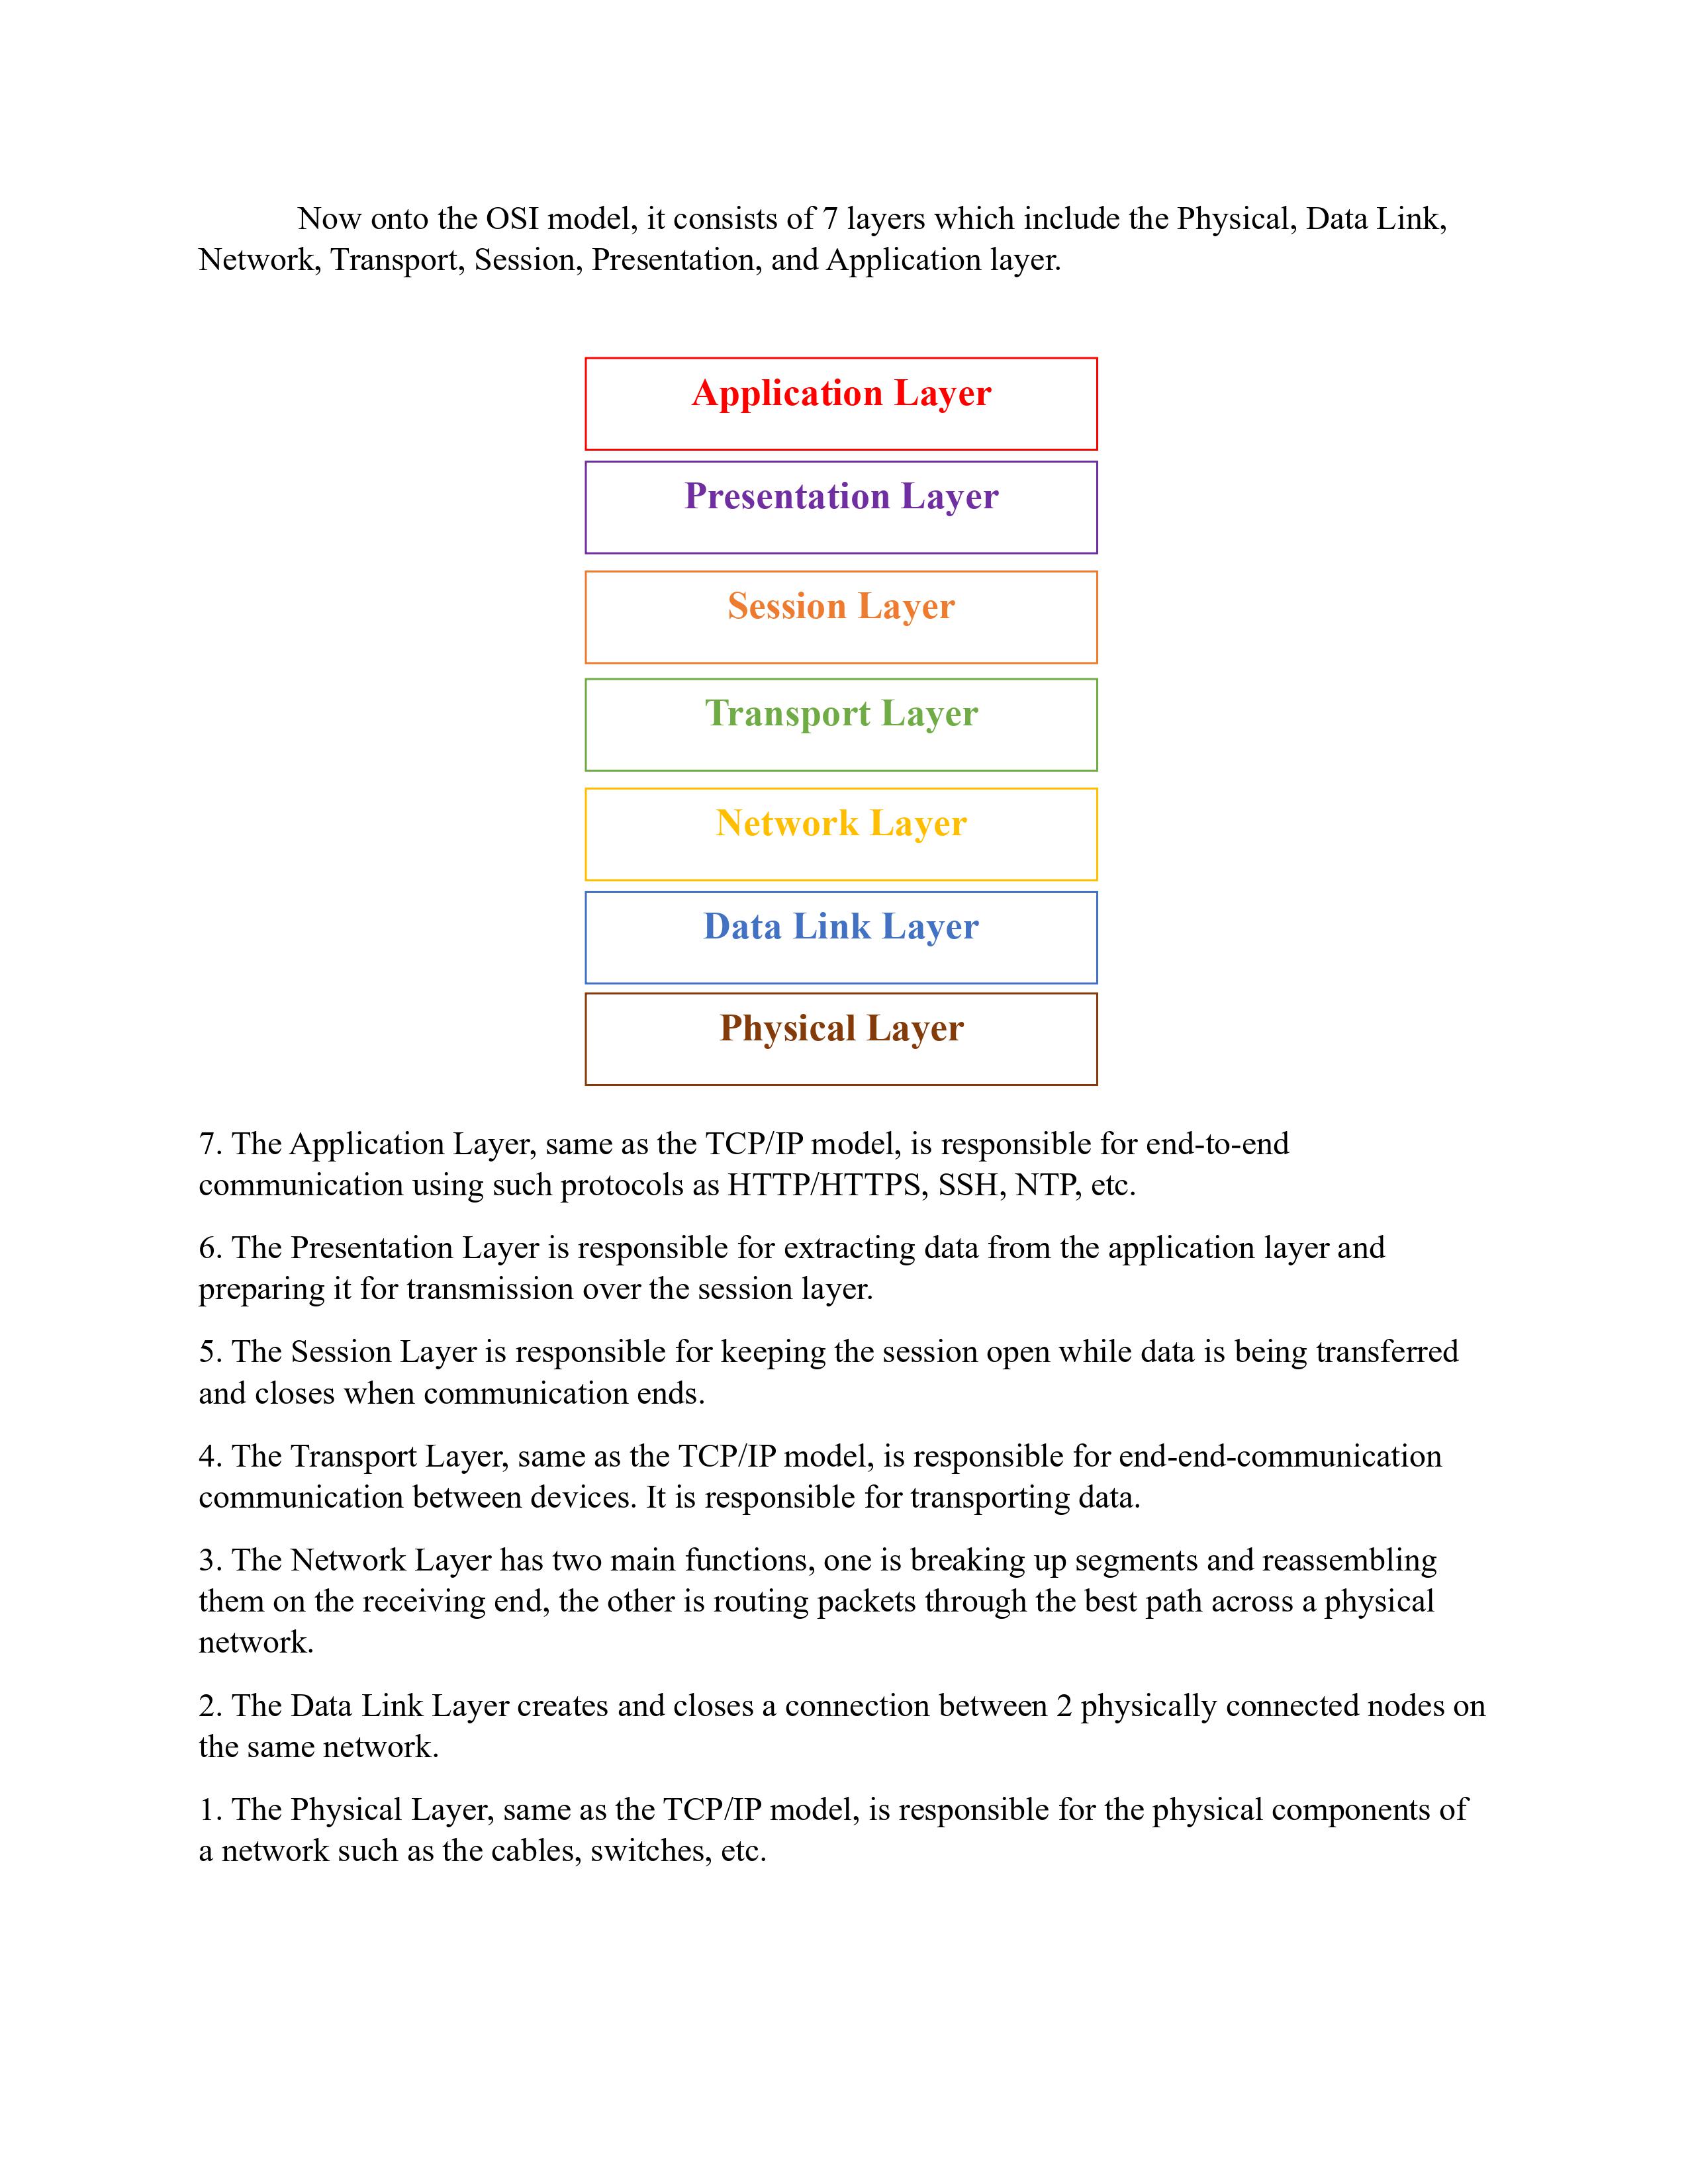 Now onto the OSI model, it consists of 7 layers which include the Physical, Data Link,
Network, Transport, Session, Presentation, and Application layer.
Application Layer
Presentation Layer
Session Layer
Transport Layer
Network Layer
Data Link Layer
Physical Layer
7. The Application Layer, same as the TCP/IP model, is responsible for end-to-end
communication using such protocols as HTTP/HTTPS, SSH, NTP, etc.
6. The Presentation Layer is responsible for extracting data from the application layer and
preparing it for transmission over the session layer.
5. The Session Layer is responsible for keeping the session open while data is being transferred
and closes when communication ends.
4. The Transport Layer, same as the TCP/IP model, is responsible for end-end-communication
communication between devices. It is responsible for transporting data.
3. The Network Layer has two main functions, one is breaking up segments and reassembling
them on the receiving end, the other is routing packets through the best path across a physical
network.
2. The Data Link Layer creates and closes a connection between 2 physically connected nodes on
the same network.
1. The Physical Layer, same as the TCP/IP model, is responsible for the physical components of
a network such as the cables, switches, etc.